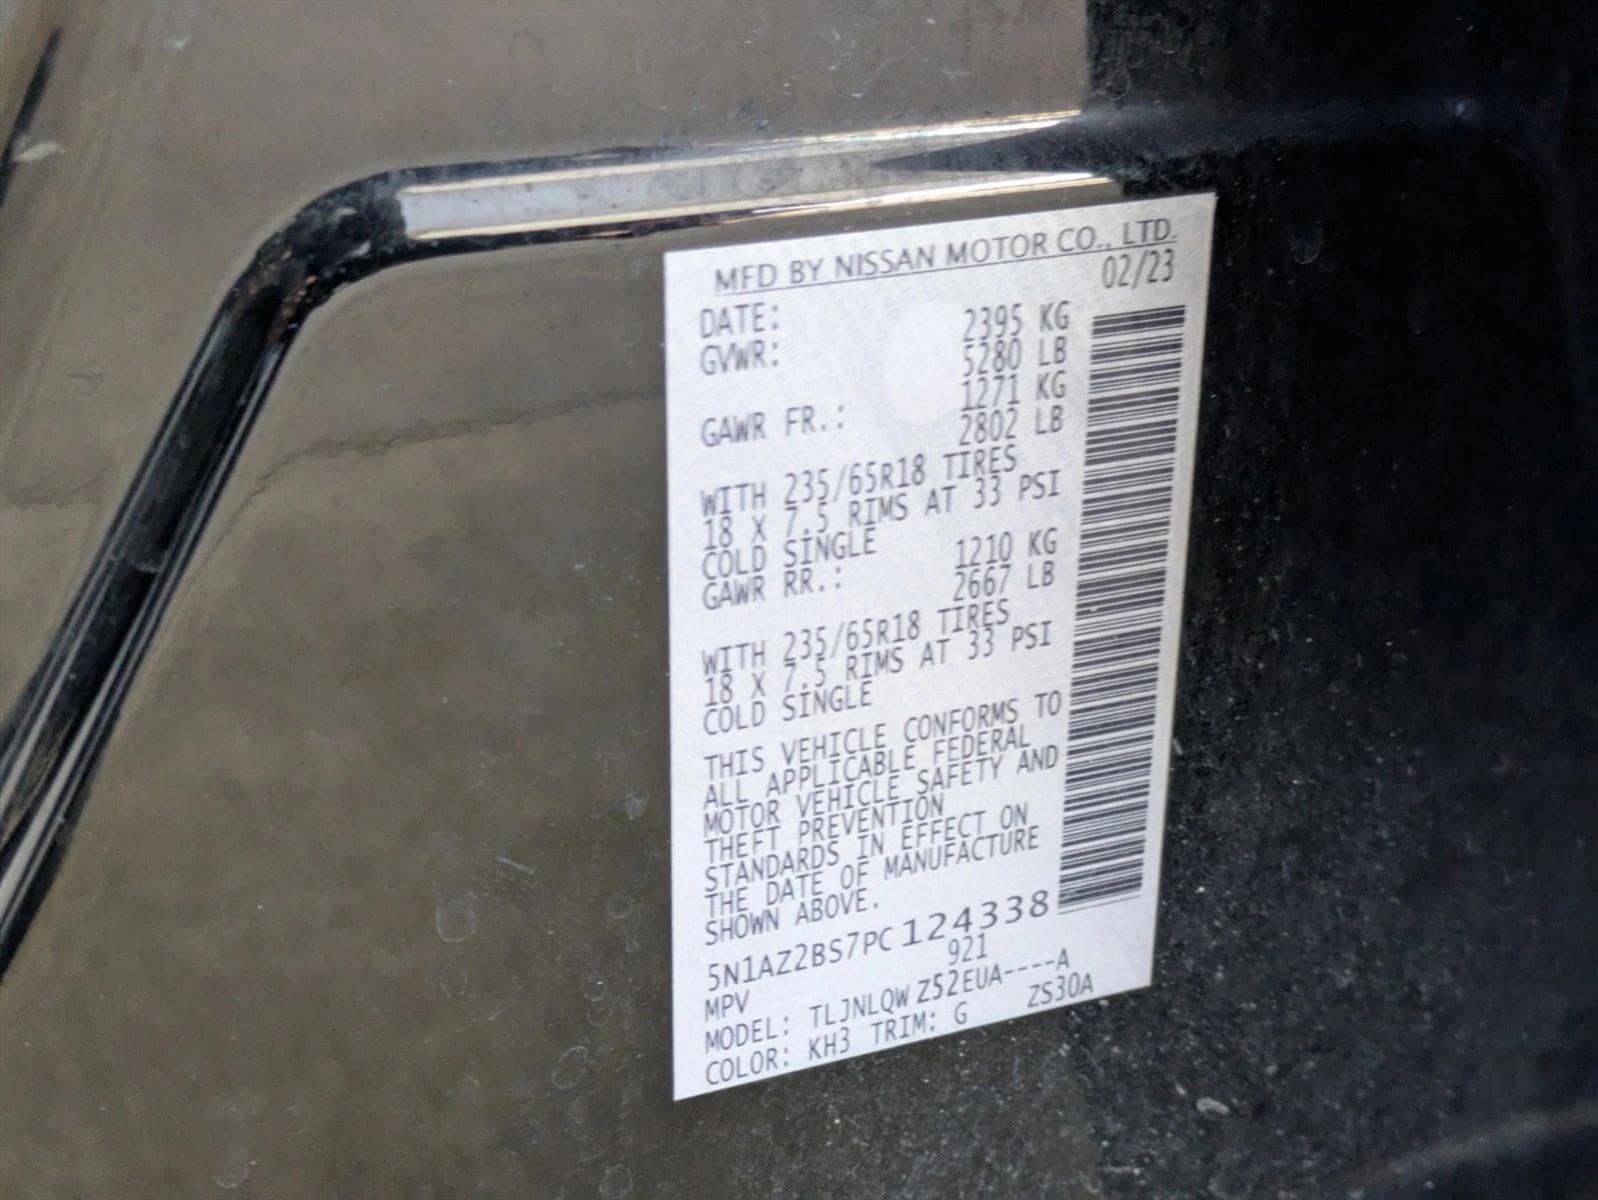 MFD BY NISSAN MOTOR CO., LTD.
DATE: 02/23
GVWR: 2395 KG
5280 LB
GAWR FR.: 1271 KG
2802 LB
WITH 235/65R18 TIRES
18 X 7.5 RIMS AT 33 PSI
COLD SINGLE
GAWR RR.: 1210 KG
2667 LB
WITH 235/65R18 TIRES
18 X 7.5 RIMS AT 33 PSI
COLD SINGLE
THIS VEHICLE CONFORMS TO
ALL APPLICABLE FEDERAL
MOTOR VEHICLE SAFETY AND
THEFT PREVENTION
STANDARDS IN EFFECT ON
THE DATE OF MANUFACTURE
SHOWN ABOVE.
5N1AZ2BS7PC124338
MPV 921
MODEL: TLJNLQWZ52EUA----A
COLOR: KH3 TRIM: G ZS30A